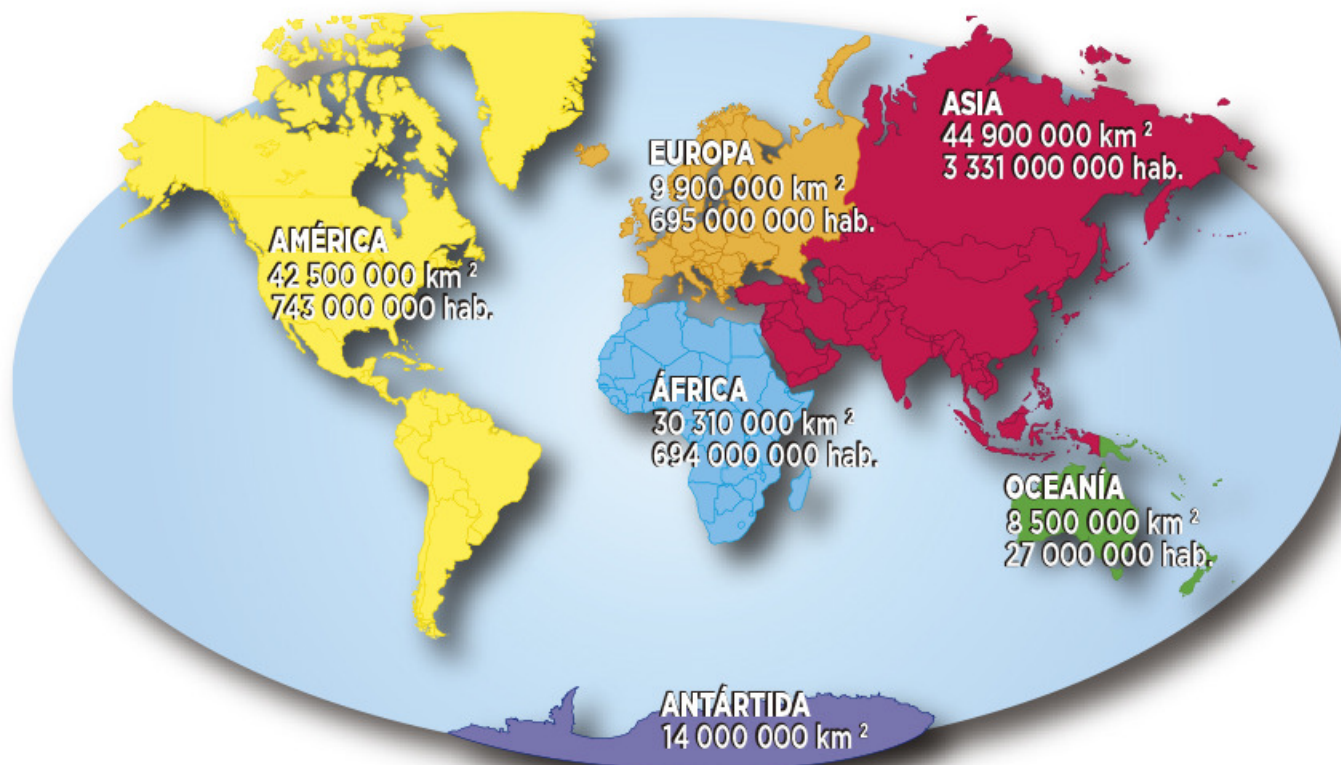 ASIA
44 900 000 km ²
3 331 000 000 hab.
EUROPA
9 900 000 km ²
695 000 000 hab.
AMÉRICA
42 500 000 km ²
743 000 000 hab.
ÁFRICA
30 310 000 km ²
694 000 000 hab.
OCEANÍA
8 500 000 km ²
27 000 000 hab.
ANTÁRTIDA
14 000 000 km ²